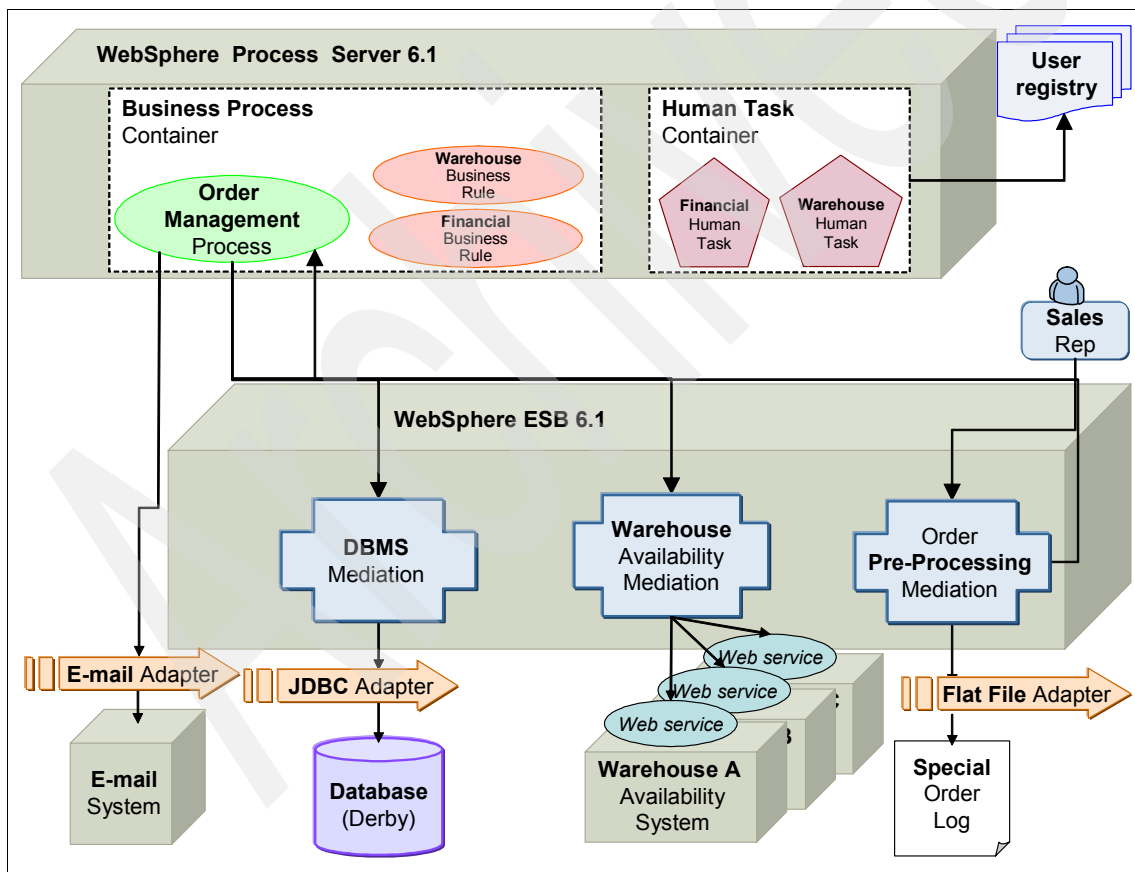 WebSphere Process Server 6.1
User
registry
Business Process
Container
Human Task
Container
Warehouse
Business
Rule
Order
Management
Process
Financial
Business
Rule
Financial
Human
Task
Warehouse
Human
Task
Sales
Rep
WebSphere ESB 6.1
DBMS
Mediation
Warehouse
Availability
Mediation
Order
Pre-Processing
Mediation
Web service
Web service
Web service
E-mail Adapter
JDBC Adapter
Flat File Adapter
C
B
E-mail
System
Database
(Derby)
Warehouse A
Availability
System
Special
Order
Log